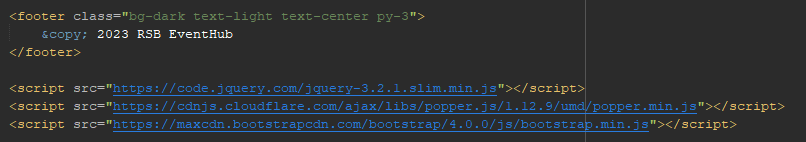 <footer class="bg-dark text-light text-center py-3">
&copy; 2023 RSB EventHub
</footer>
<script src="https://code.jquery.com/jquery-3.2.1.slim.min.js"></script>
<script src="https://cdnjs.cloudflare.com/ajax/libs/popper.js/1.12.9/umd/popper.min.js"></script>
<script src="https://maxcdn.bootstrapcdn.com/bootstrap/4.0.0/js/bootstrap.min.js"></script>